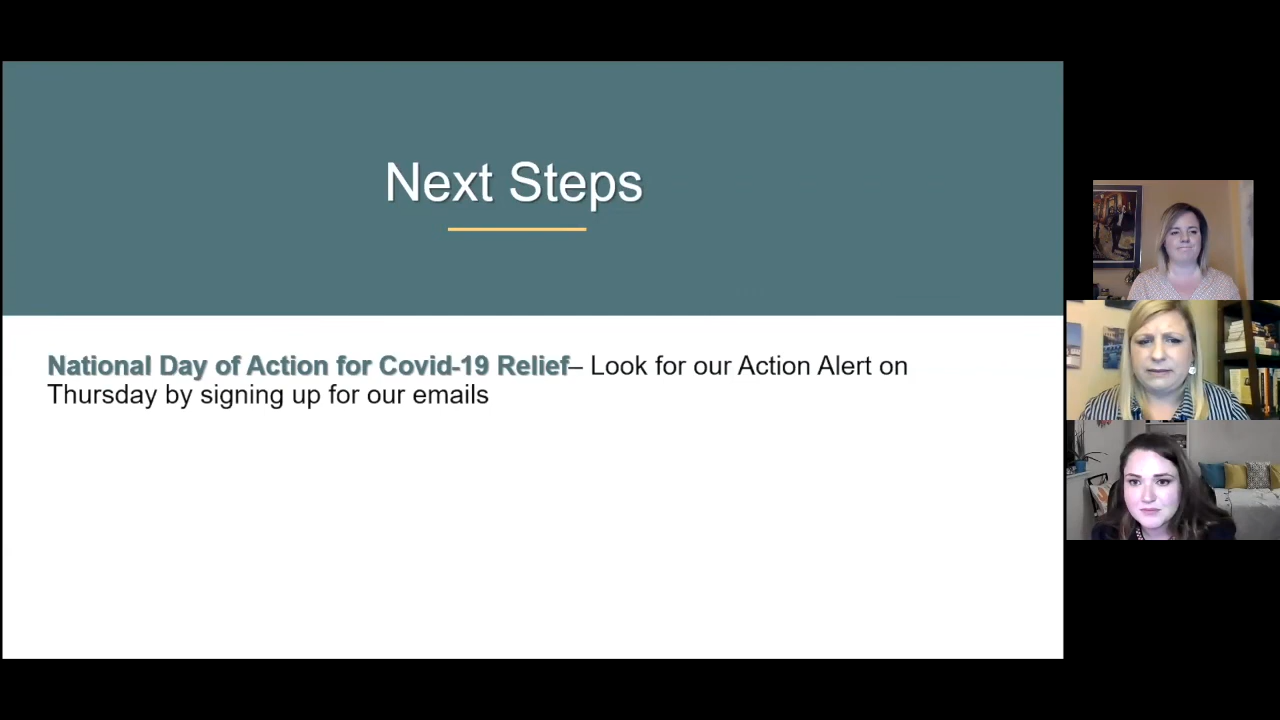 Next Steps
National Day of Action for Covid-19 Relief– Look for our Action Alert on
Thursday by signing up for our emails